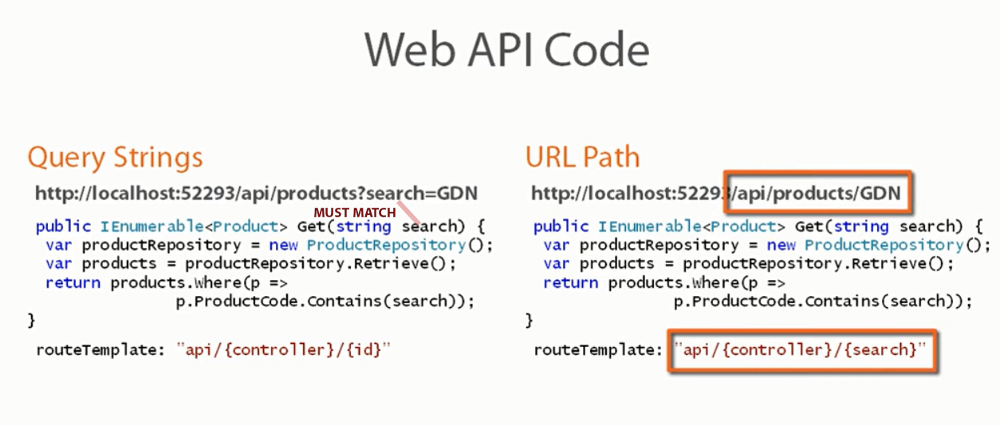 Web API Code
Query Strings
http://localhost:52293/api/products?search=GDN
MUST MATCH
public IEnumerable<Product> Get(string search) {
var productRepository = new ProductRepository();
var products = productRepository.Retrieve();
return products.Where(p =>
p.ProductCode.Contains(search));
}
routeTemplate: "api/{controller}/{id}"
URL Path
http://localhost:52293/api/products/GDN
public IEnumerable<Product> Get(string search) {
var productRepository = new ProductRepository();
var products = productRepository.Retrieve();
return products.Where(p =>
p.ProductCode.Contains(search));
}
routeTemplate: "api/{controller}/{search}"